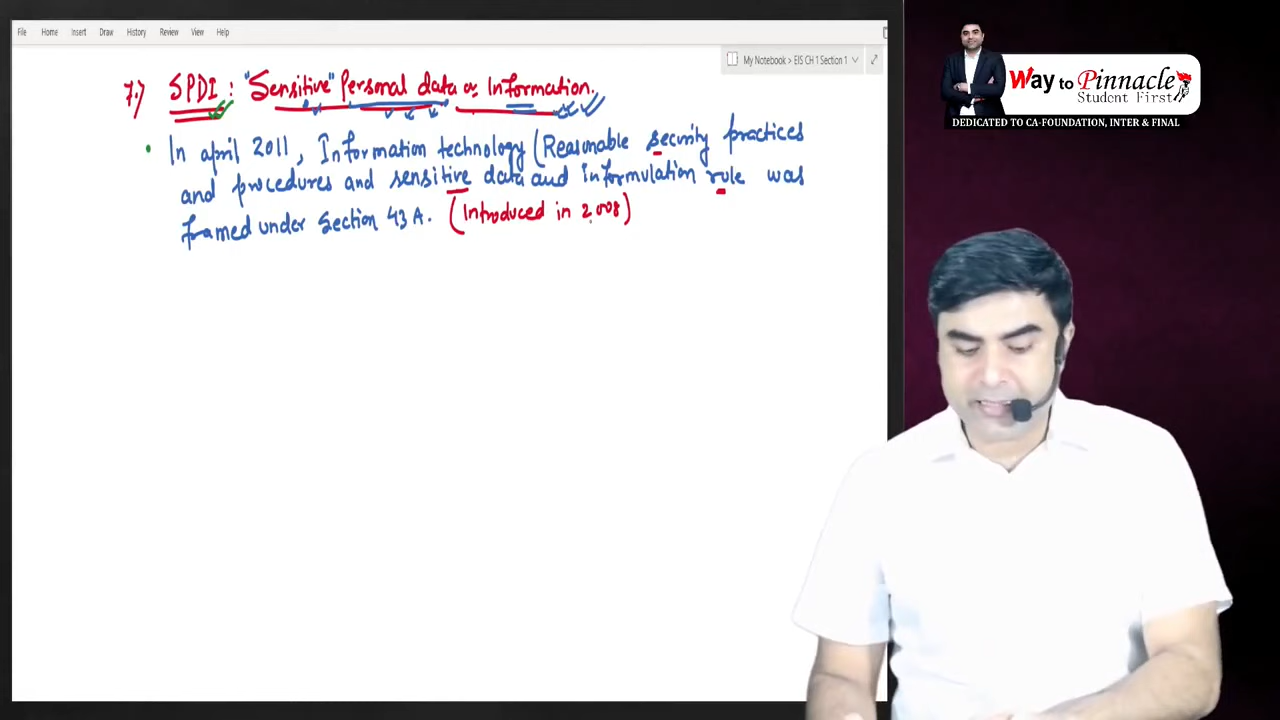 File Home Insert Draw History Review View Help
My Notebook > EIS CH 1 Section 1
Way to Pinnacle
Student First
DEDICATED TO CA-FOUNDATION, INTER & FINAL
7.) SPDI : "Sensitive" Personal data or Information.
• In april 2011, Information technology (Reasonable security practices
and procedures and sensitive data and informulation rule was
framed under Section 43 A. (Introduced in 2008)